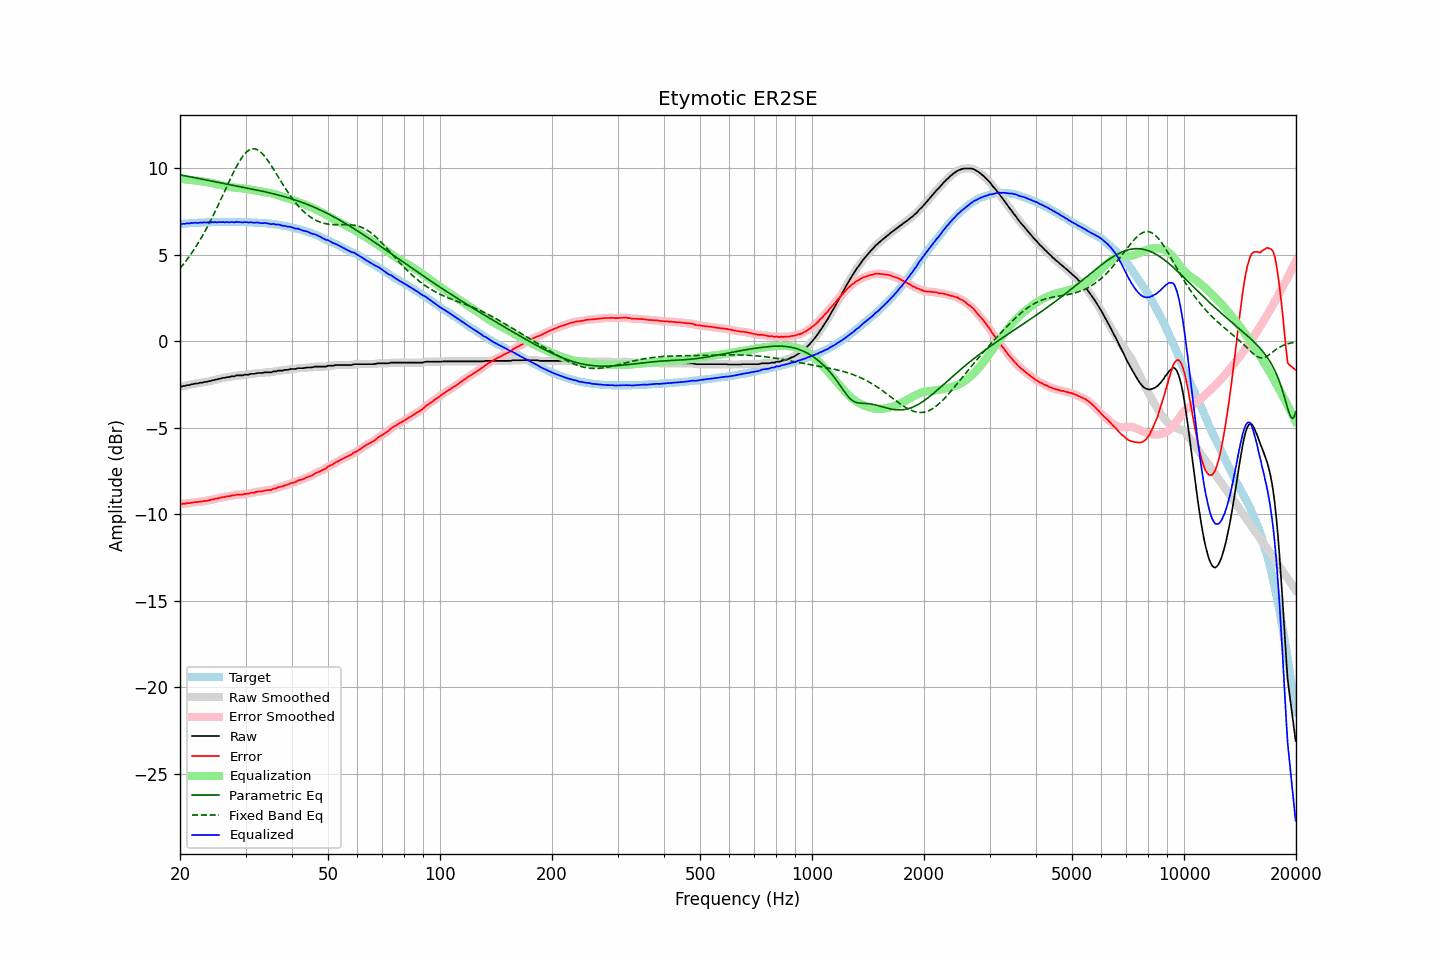 Etymotic ER2SE
10
5
0
−5
−10
−15
−20
−25
Amplitude (dBr)
Target
Raw Smoothed
Error Smoothed
Raw
Error
Equalization
Parametric Eq
Fixed Band Eq
Equalized
20 50 100 200 500 1000 2000 5000 10000 20000
Frequency (Hz)